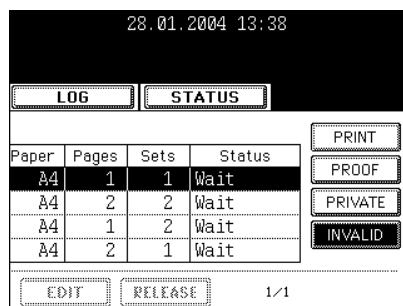 28.01.2004 13:38
LOG STATUS
PRINT
Paper Pages Sets Status
PROOF
A4 1 1 Wait
A4 2 2 Wait
PRIVATE
A4 1 2 Wait
INVALID
A4 2 1 Wait
EDIT RELEASE 1/1